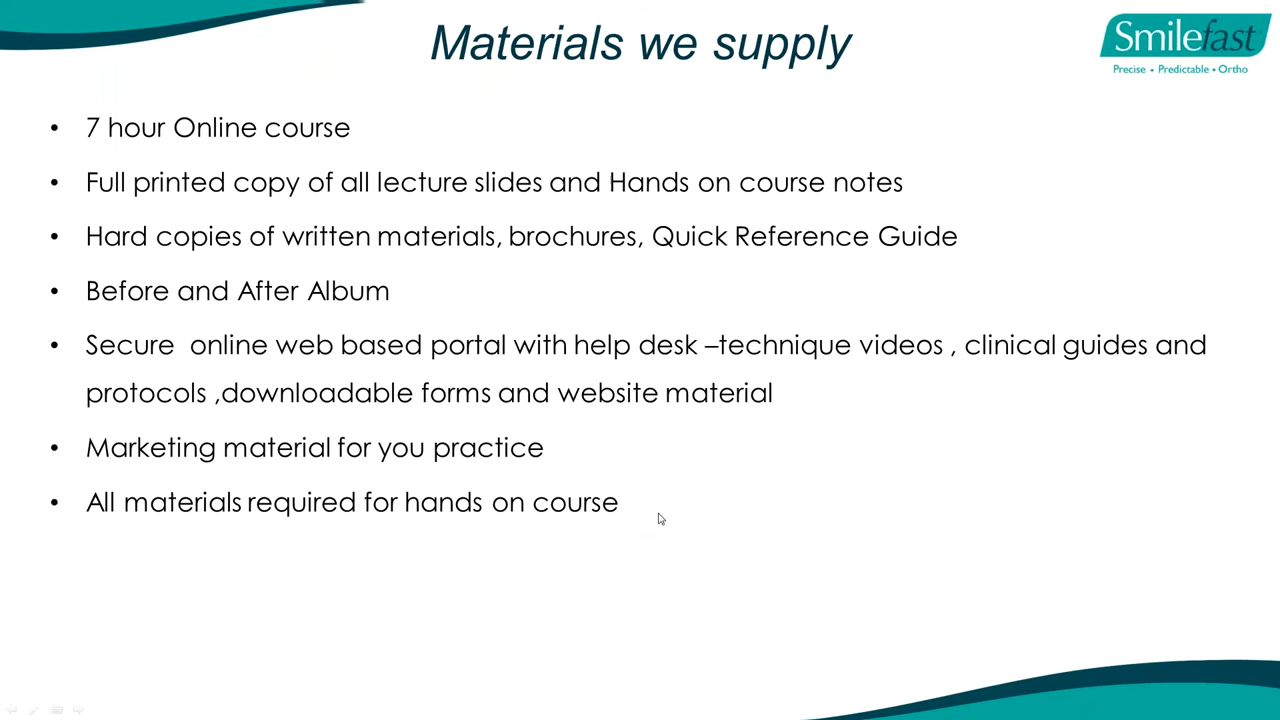 Materials we supply
Smilefast
Precise • Predictable • Ortho
• 7 hour Online course
• Full printed copy of all lecture slides and Hands on course notes
• Hard copies of written materials, brochures, Quick Reference Guide
• Before and After Album
• Secure  online web based portal with help desk –technique videos , clinical guides and
protocols ,downloadable forms and website material
• Marketing material for you practice
• All materials required for hands on course